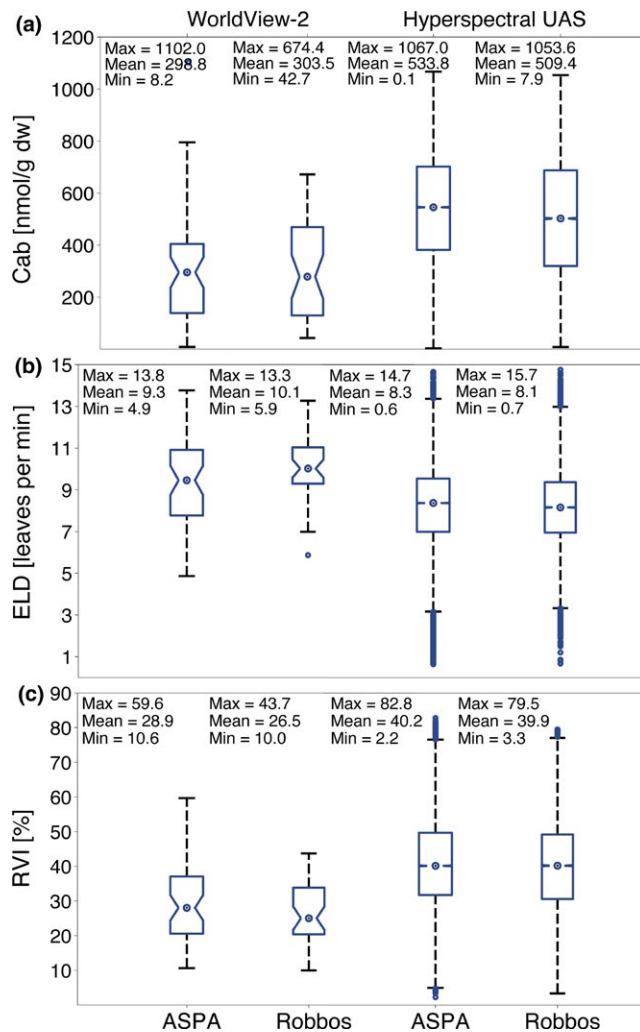 WorldView-2 Hyperspectral UAS
(a)
1200
Max = 1102.0 Max = 674.4 Max = 1067.0 Max = 1053.6
Mean = 298.8 Mean = 303.5 Mean = 533.8 Mean = 509.4
Min = 8.2 Min = 42.7 Min = 0.1 Min = 7.9
1000
800
600
400
200
Cab [nmol/g dw]
(b)
15
Max = 13.8 Max = 13.3 Max = 14.7 Max = 15.7
Mean = 9.3 Mean = 10.1 Mean = 8.3 Mean = 8.1
Min = 4.9 Min = 5.9 Min = 0.6 Min = 0.7
13
11
9
7
5
3
1
ELD [leaves per min]
(c)
90
Max = 59.6 Max = 43.7 Max = 82.8 Max = 79.5
Mean = 28.9 Mean = 26.5 Mean = 40.2 Mean = 39.9
Min = 10.6 Min = 10.0 Min = 2.2 Min = 3.3
80
70
60
50
40
30
20
10
RVI [%]
ASPA Robbos ASPA Robbos